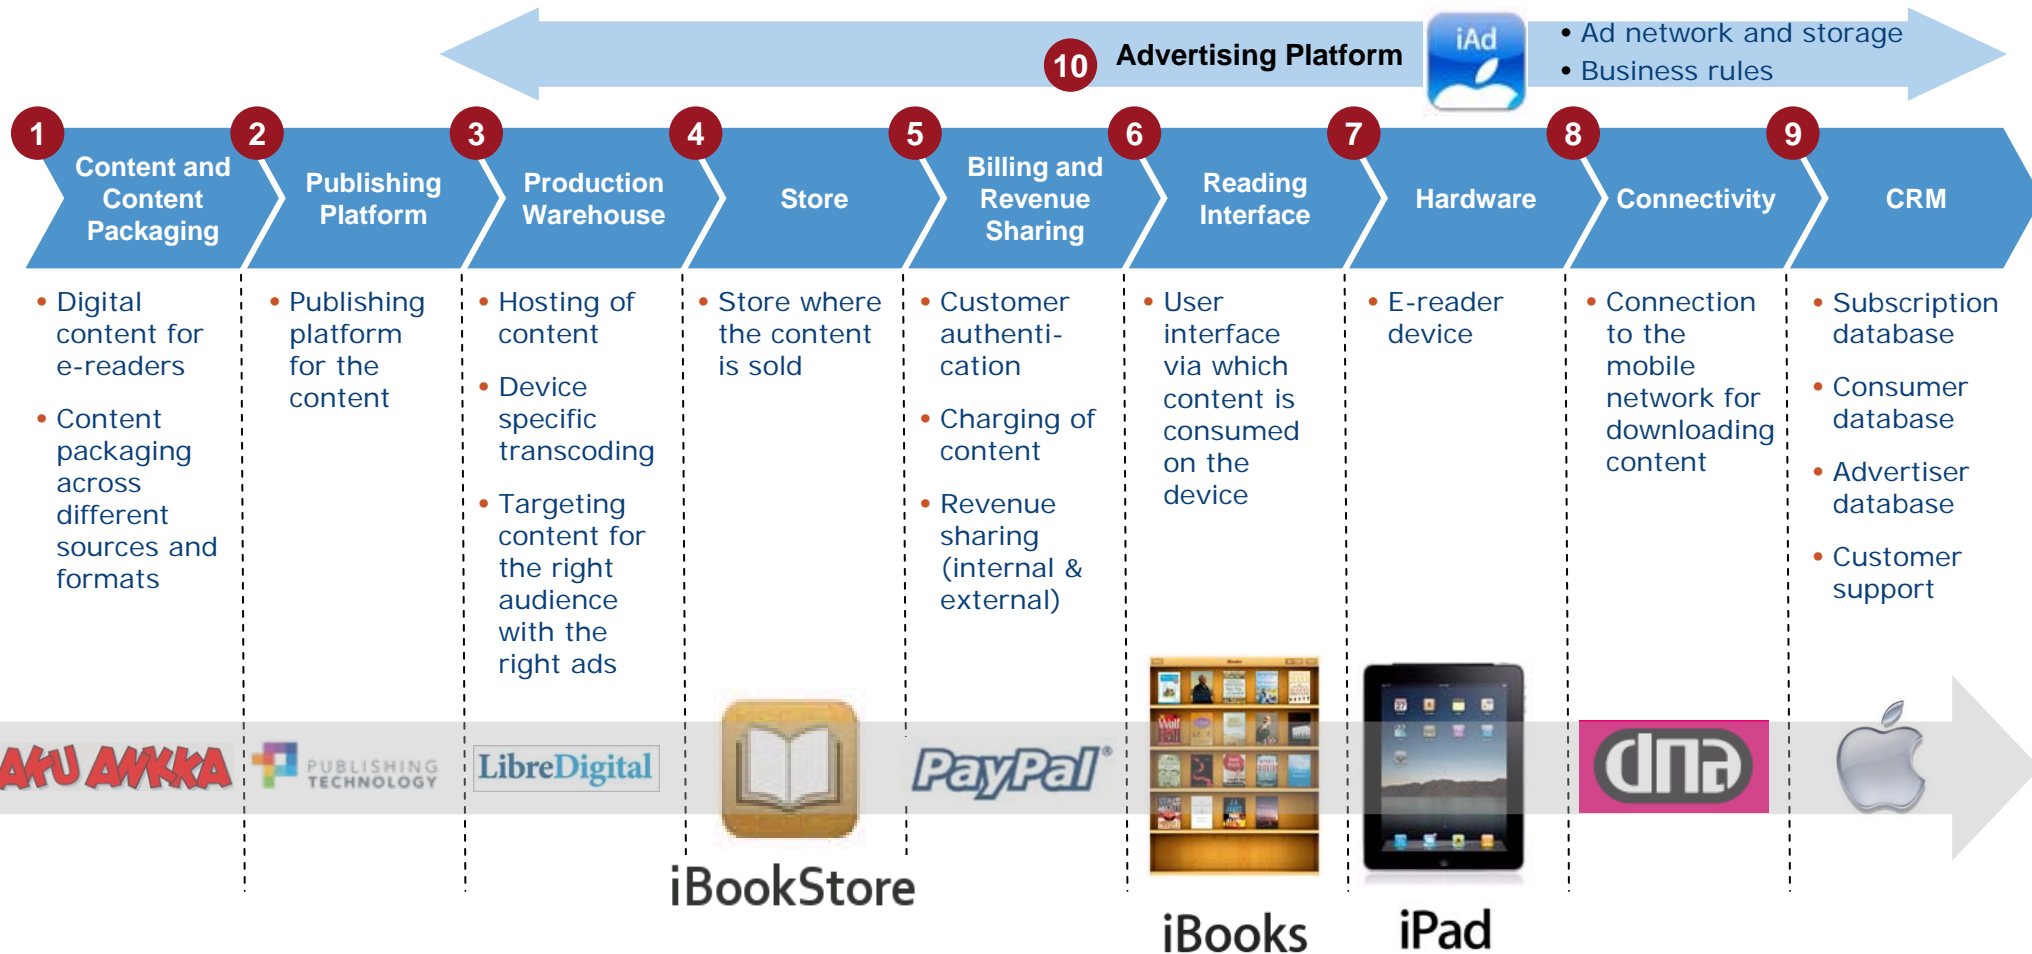 10 Advertising Platform
iAd
• Ad network and storage
• Business rules
1
Content and
Content
Packaging
• Digital
content for
e-readers
• Content
packaging
across
different
sources and
formats
AKU ANKKA
2
Publishing
Platform
• Publishing
platform
for the
content
PUBLISHING
TECHNOLOGY
3
Production
Warehouse
• Hosting of
content
• Device
specific
transcoding
• Targeting
content for
the right
audience
with the
right ads
LibreDigital
4
Store
• Store where
the content
is sold
iBookStore
5
Billing and
Revenue
Sharing
• Customer
authenti-
cation
• Charging of
content
• Revenue
sharing
(internal &
external)
PayPal®
6
Reading
Interface
• User
interface
via which
content is
consumed
on the
device
Wolf
Hall
iBooks
7
Hardware
• E-reader
device
iPad
8
Connectivity
• Connection
to the
mobile
network for
downloading
content
dna
9
CRM
• Subscription
database
• Consumer
database
• Advertiser
database
• Customer
support